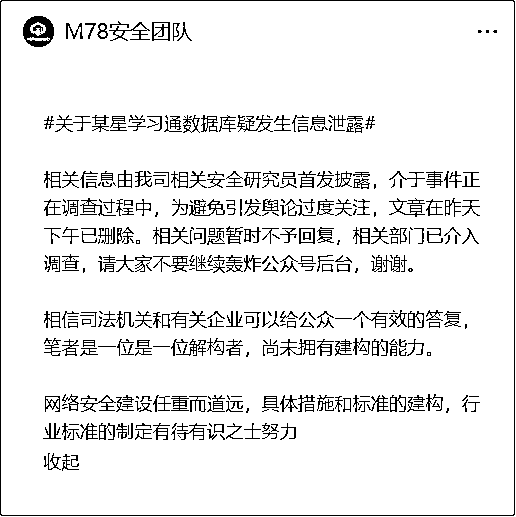 M78安全团队
#关于某星学习通数据库疑发生信息泄露#
相关信息由我司相关安全研究员首发披露，介于事件正
在调查过程中，为避免引发舆论过度关注，文章在昨天
下午已删除。相关问题暂时不予回复，相关部门已介入
调查，请大家不要继续轰炸公众号后台，谢谢。
相信司法机关和有关企业可以给公众一个有效的答复，
笔者是一位是一位解构者，尚未拥有建构的能力。
网络安全建设任重而道远，具体措施和标准的建构，行
业标准的制定有待有识之士努力
收起